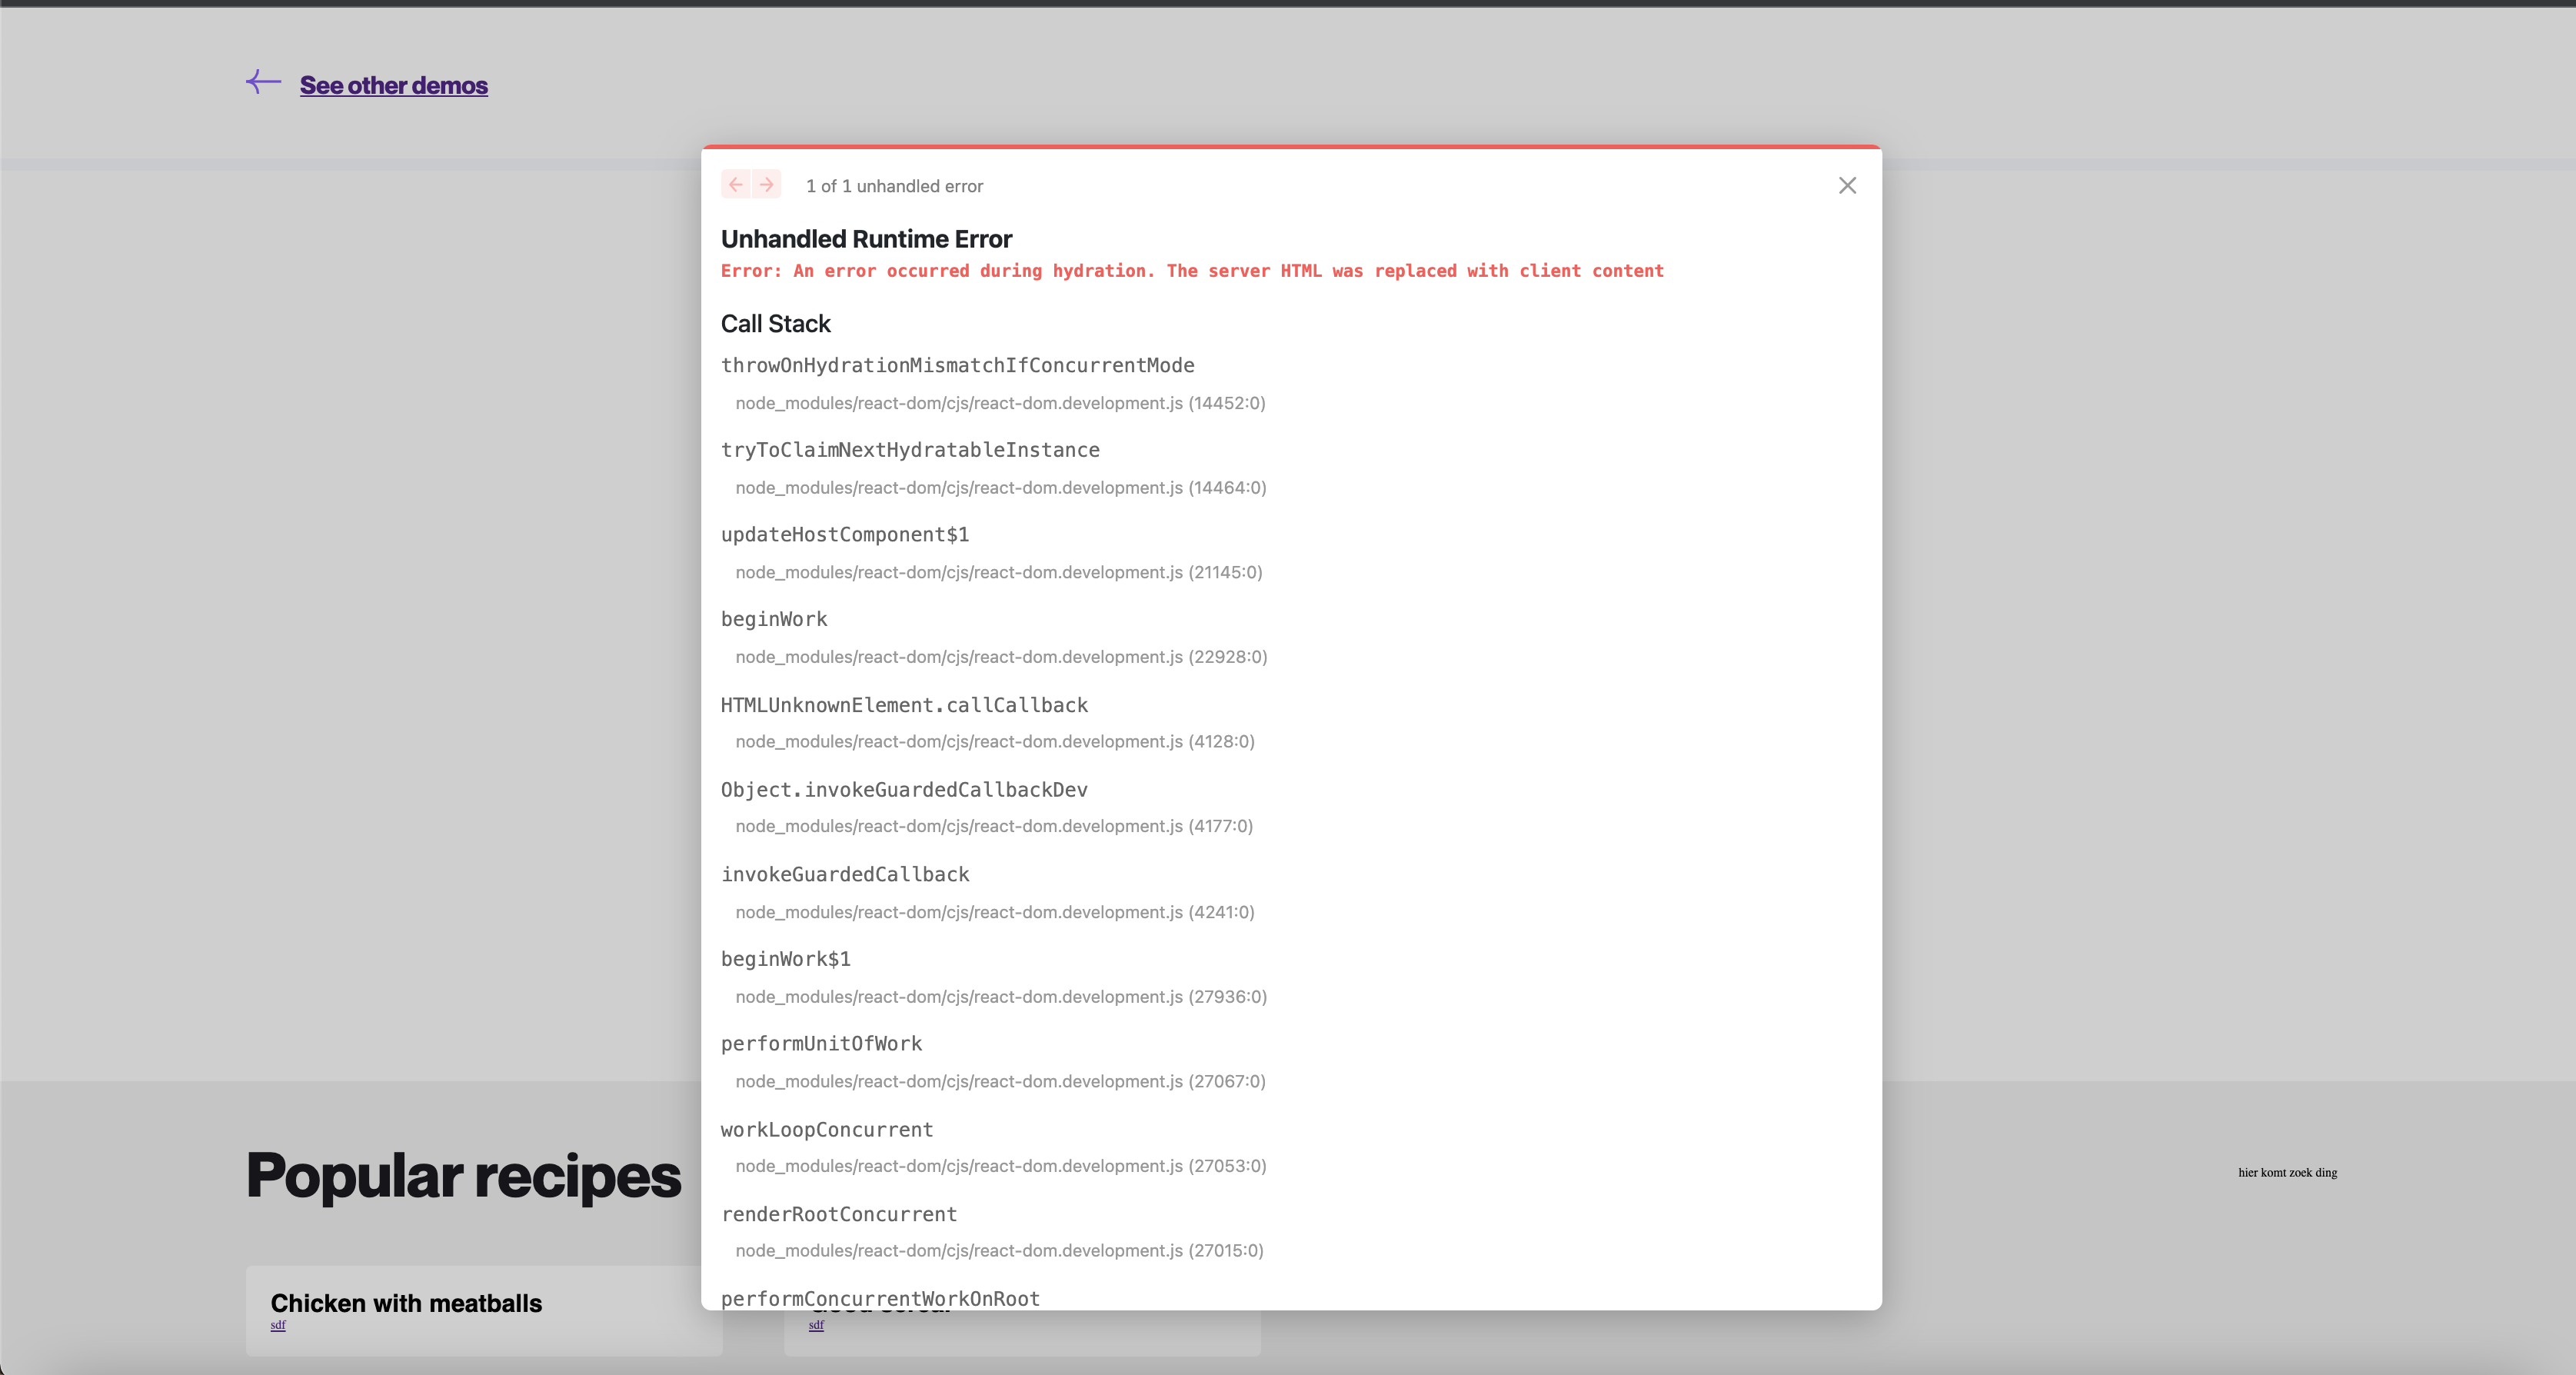 See other demos
1 of 1 unhandled error
Unhandled Runtime Error
Error: An error occurred during hydration. The server HTML was replaced with client content
Call Stack
throwOnHydrationMismatchIfConcurrentMode
node_modules/react-dom/cjs/react-dom.development.js (14452:0)
tryToClaimNextHydratableInstance
node_modules/react-dom/cjs/react-dom.development.js (14464:0)
updateHostComponent$1
node_modules/react-dom/cjs/react-dom.development.js (21145:0)
beginWork
node_modules/react-dom/cjs/react-dom.development.js (22928:0)
HTMLUnknownElement.callCallback
node_modules/react-dom/cjs/react-dom.development.js (4128:0)
Object.invokeGuardedCallbackDev
node_modules/react-dom/cjs/react-dom.development.js (4177:0)
invokeGuardedCallback
node_modules/react-dom/cjs/react-dom.development.js (4241:0)
beginWork$1
node_modules/react-dom/cjs/react-dom.development.js (27936:0)
performUnitOfWork
node_modules/react-dom/cjs/react-dom.development.js (27067:0)
workLoopConcurrent
node_modules/react-dom/cjs/react-dom.development.js (27053:0)
renderRootConcurrent
node_modules/react-dom/cjs/react-dom.development.js (27015:0)
performConcurrentWorkOnRoot
Popular recipes
hier komt zoek ding
Chicken with meatballs
sdf
sdf